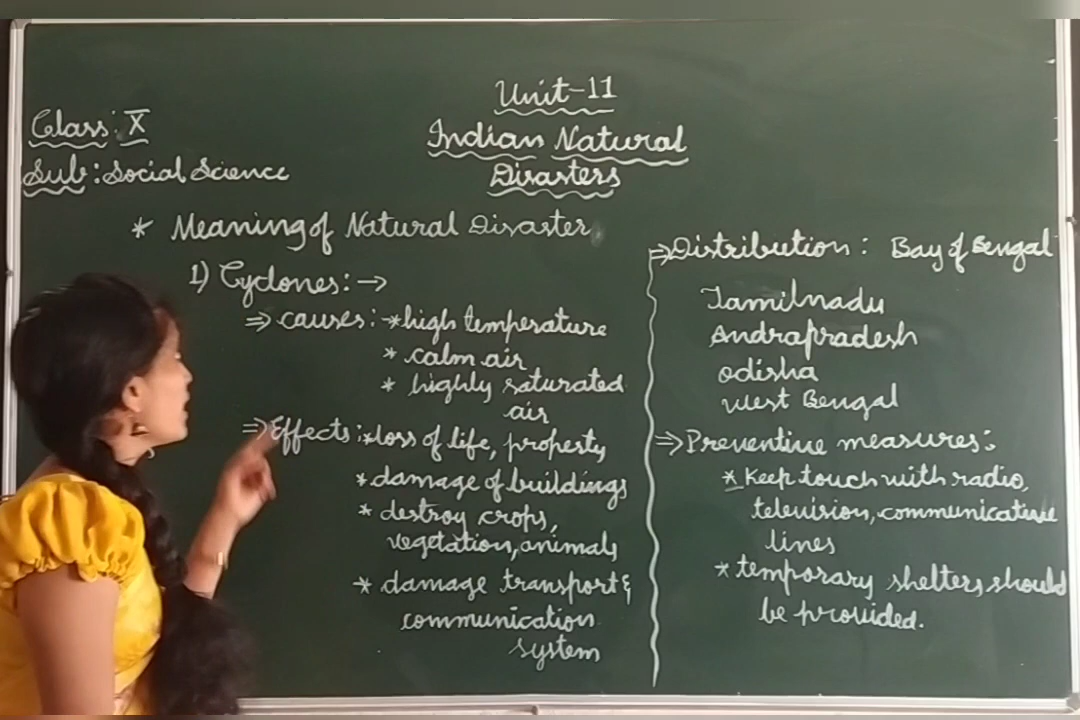 Unit-11
Class: X
Indian Natural
Sub: Social Science
Disasters
* Meaning of Natural Disaster
1) Cyclones: →
⇒ causes: → * high temperature
* calm air
* highly saturated
air
⇒ Effects: * loss of life, property
* damage of buildings
* destroy crops,
vegetation, animals
* damage transport &
communication
system
⇒ Distribution: Bay of Bengal
Tamilnadu
Andrapradesh
odisha
West Bengal
⇒ Preventive measures:
* Keep touch with radio,
television, communicative
lines
* temporary shelters should
be provided.